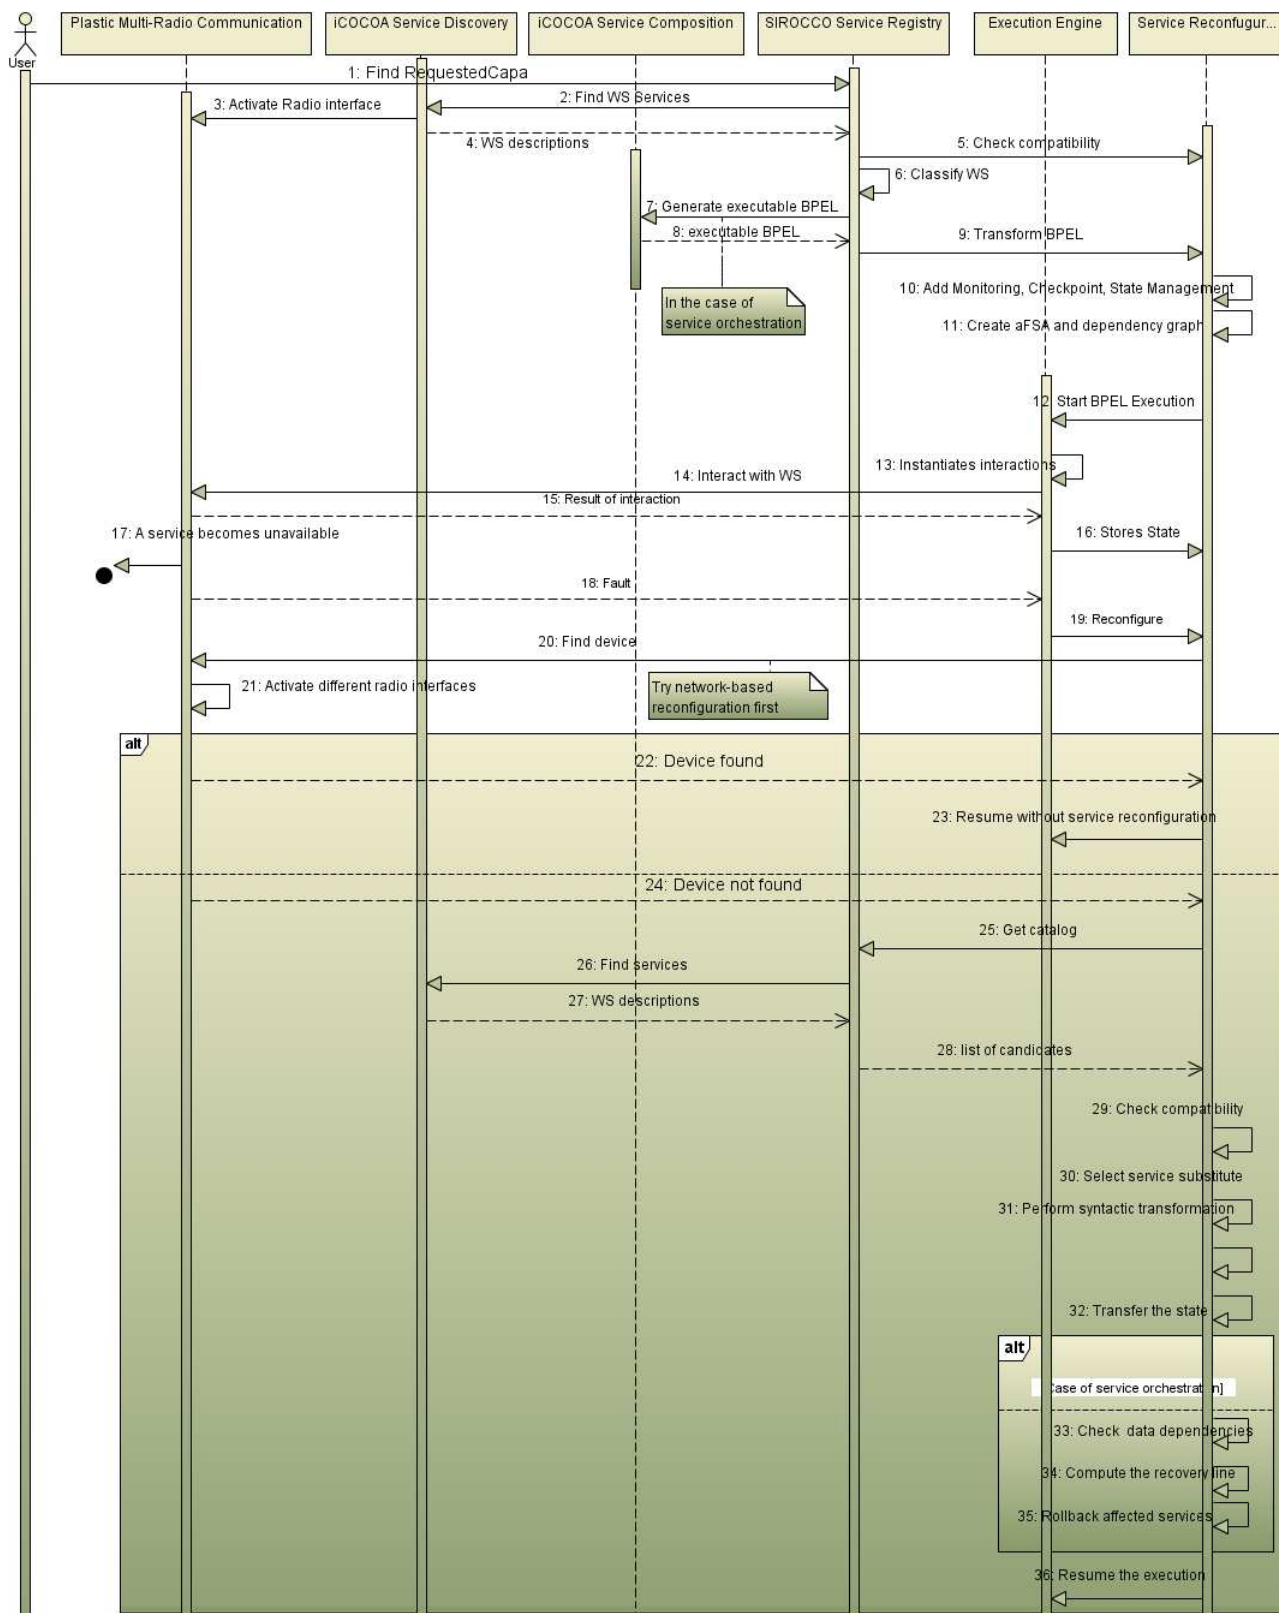 Plastic Multi-Radio Communication
iCOCOA Service Discovery
iCOCOA Service Composition
SIROCCO Service Registry
Execution Engine
Service Reconfugur...
User
1: Find RequestedCapa
2: Find WS Services
3: Activate Radio interface
4: WS descriptions
5: Check compatibility
6: Classify WS
7: Generate executable BPEL
8: executable BPEL
9: Transform BPEL
In the case of
service orchestration
10: Add Monitoring, Checkpoint, State Management
11: Create aFSA and dependency graph
12: Start BPEL Execution
13: Instantiates interactions
14: Interact with WS
15: Result of interaction
16: Stores State
17: A service becomes unavailable
18: Fault
19: Reconfigure
20: Find device
21: Activate different radio interfaces
Try network-based
reconfiguration first
alt
22: Device found
23: Resume without service reconfiguration
24: Device not found
25: Get catalog
26: Find services
27: WS descriptions
28: list of candidates
29: Check compatibility
30: Select service substitute
31: Perform syntactic transformation
32: Transfer the state
alt
Case of service orchestration]
33: Check data dependencies
34: Compute the recovery line
35: Rollback affected services
36: Resume the execution